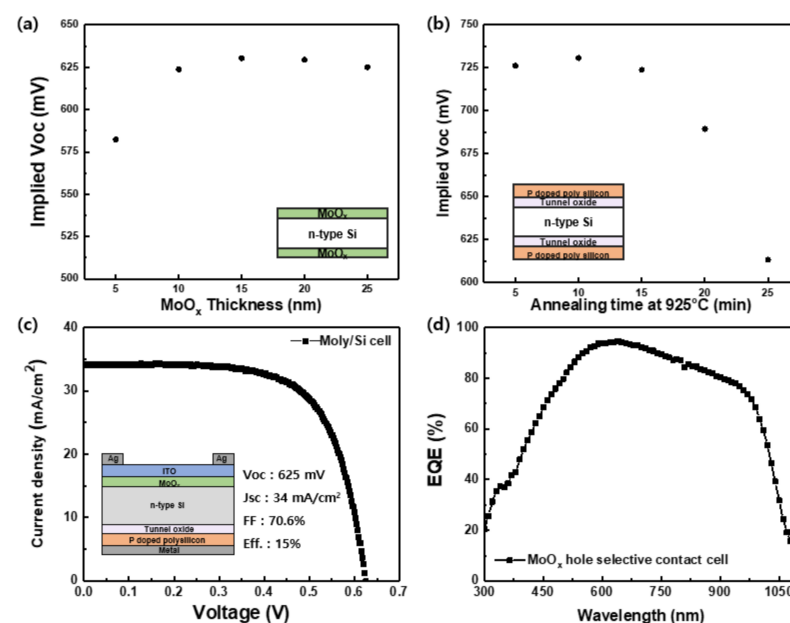 (a)
Implied Voc (mV)
650
625
600
575
550
525
500
MoOx
n-type Si
MoOx
5 10 15 20 25
MoOx Thickness (nm)
(b)
Implied Voc (mV)
750
725
700
675
650
625
600
P doped poly silicon
Tunnel oxide
n-type Si
Tunnel oxide
P doped poly silicon
5 10 15 20 25
Annealing time at 925°C (min)
(c)
Current density (mA/cm²)
40
30
20
10
0
Moly/Si cell
Ag Ag
ITO
MoOx
n-type Si
Tunnel oxide
P doped polysilicon
Metal
Voc : 625 mV
Jsc : 34 mA/cm²
FF : 70.6%
Eff. : 15%
0.0 0.1 0.2 0.3 0.4 0.5 0.6 0.7
Voltage (V)
(d)
EQE (%)
100
80
60
40
20
0
MoOx hole selective contact cell
300 450 600 750 900 1050
Wavelength (nm)